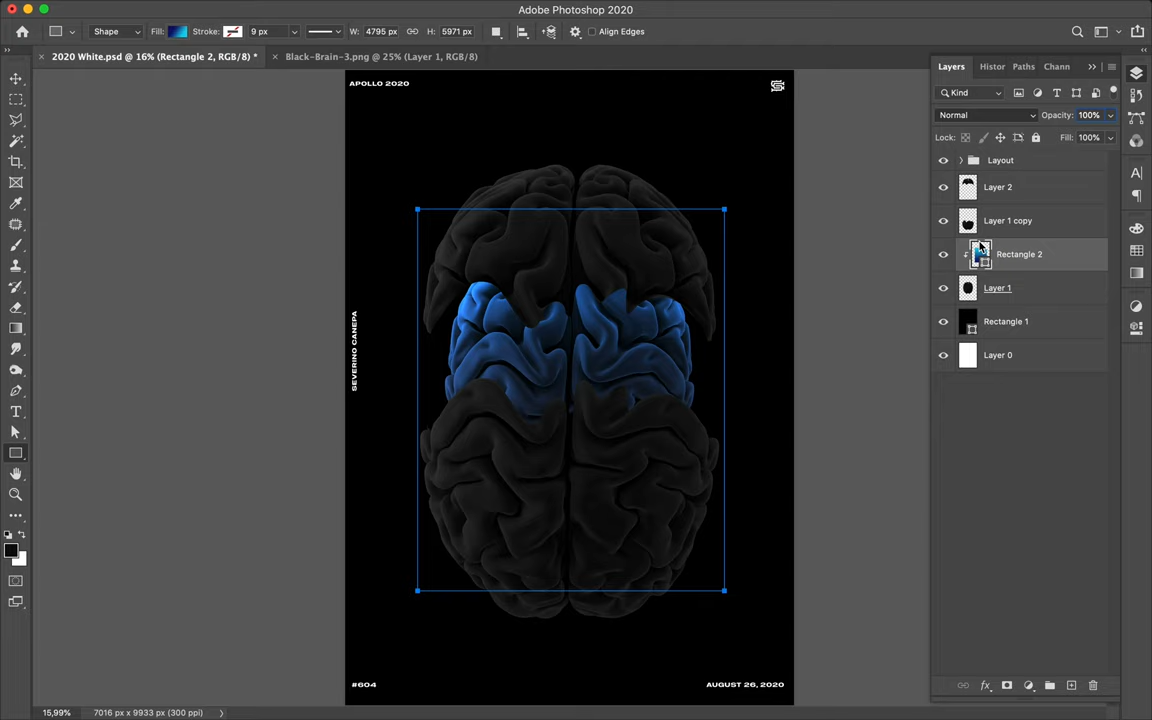 Adobe Photoshop 2020
Shape Fill: Stroke: 9 px W: 4795 px H: 5971 px Align Edges
2020 White.psd @ 16% (Rectangle 2, RGB/8) * Black-Brain-3.png @ 25% (Layer 1, RGB/8)
Layers Histor Paths Chann
Kind
Normal Opacity: 100%
Lock: Fill: 100%
Layout
Layer 2
Layer 1 copy
Rectangle 2
Layer 1
Rectangle 1
Layer 0
APOLLO 2020
SEVERINO CANEPA
#604 AUGUST 26, 2020
15,99% 7016 px x 9933 px (300 ppi)